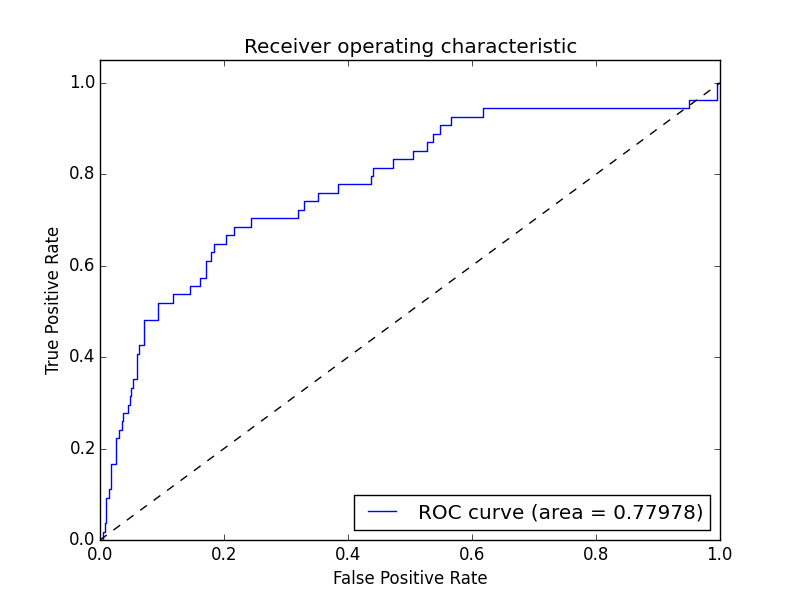 Receiver operating characteristic
1.0
0.8
0.6
0.4
0.2
0.0
True Positive Rate
ROC curve (area = 0.77978)
0.0 0.2 0.4 0.6 0.8 1.0
False Positive Rate